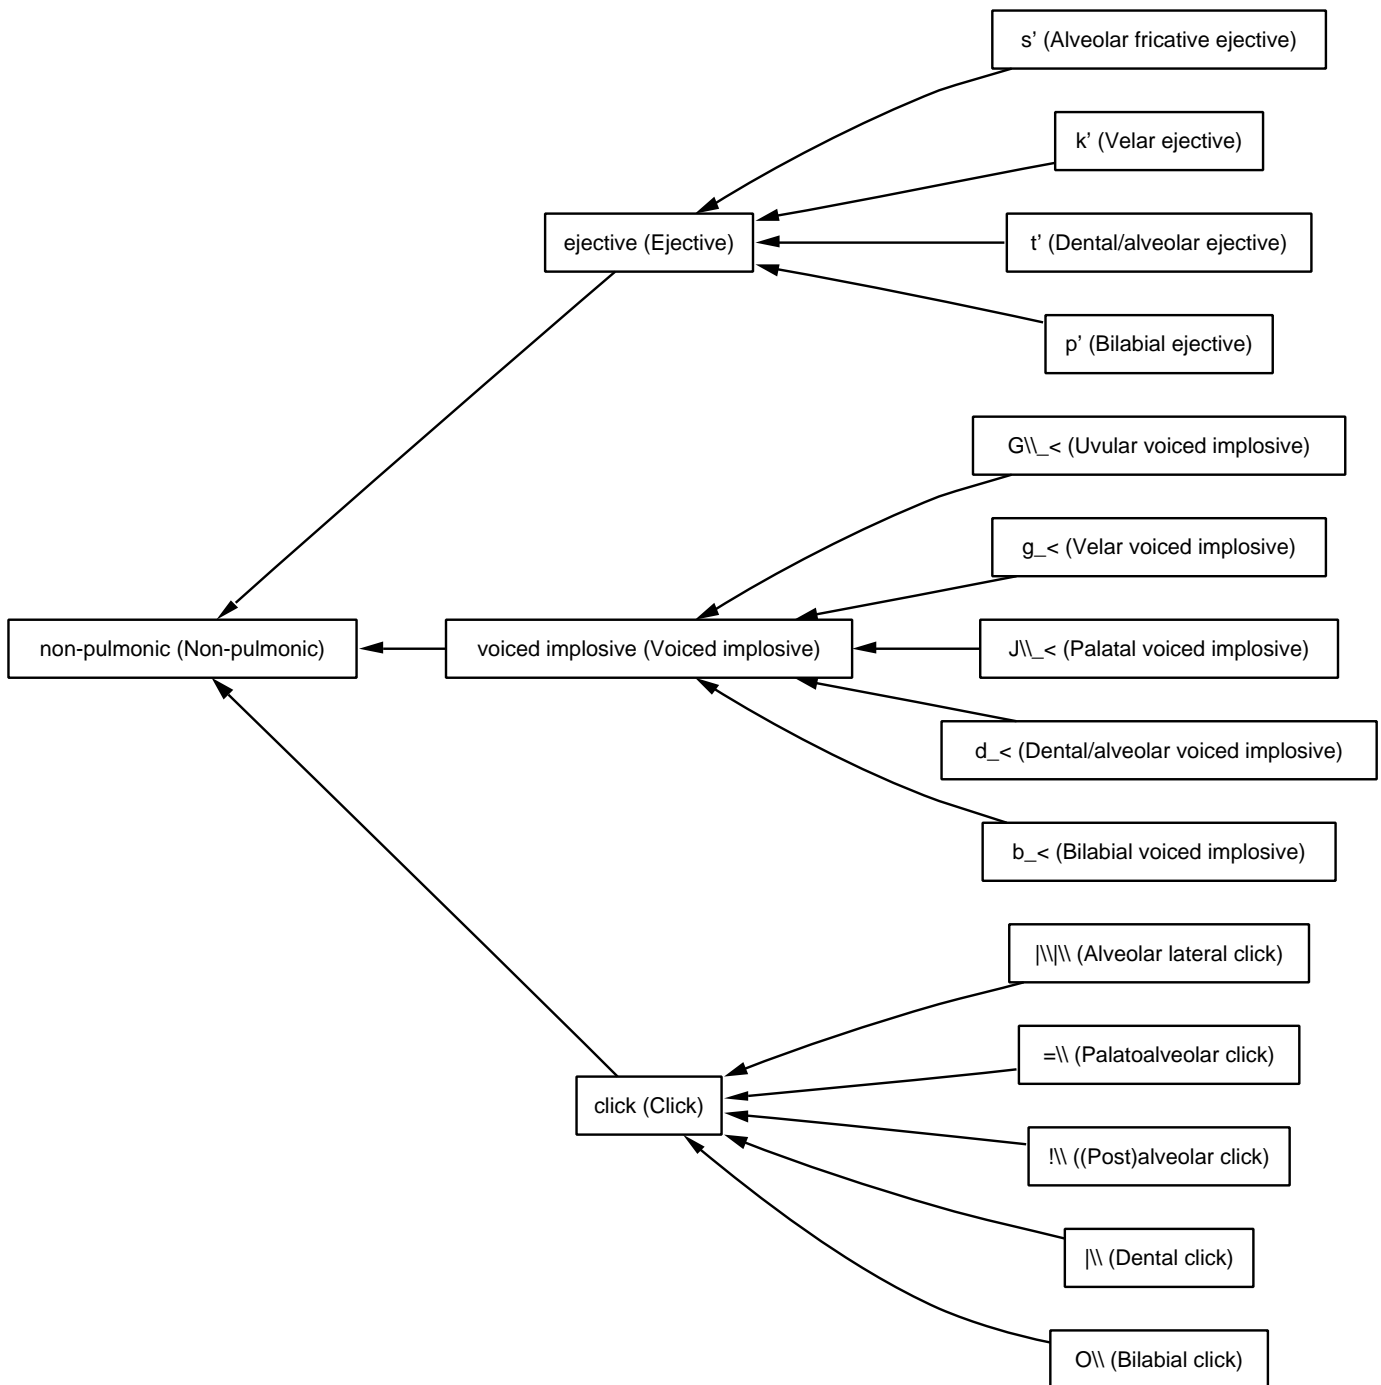 s’ (Alveolar fricative ejective)
k’ (Velar ejective)
ejective (Ejective)
t’ (Dental/alveolar ejective)
p’ (Bilabial ejective)
G\\_< (Uvular voiced implosive)
g_< (Velar voiced implosive)
non-pulmonic (Non-pulmonic)
voiced implosive (Voiced implosive)
J\\_< (Palatal voiced implosive)
d_< (Dental/alveolar voiced implosive)
b_< (Bilabial voiced implosive)
|\\|\\ (Alveolar lateral click)
=\\ (Palatoalveolar click)
click (Click)
!\\ ((Post)alveolar click)
|\\ (Dental click)
O\\ (Bilabial click)